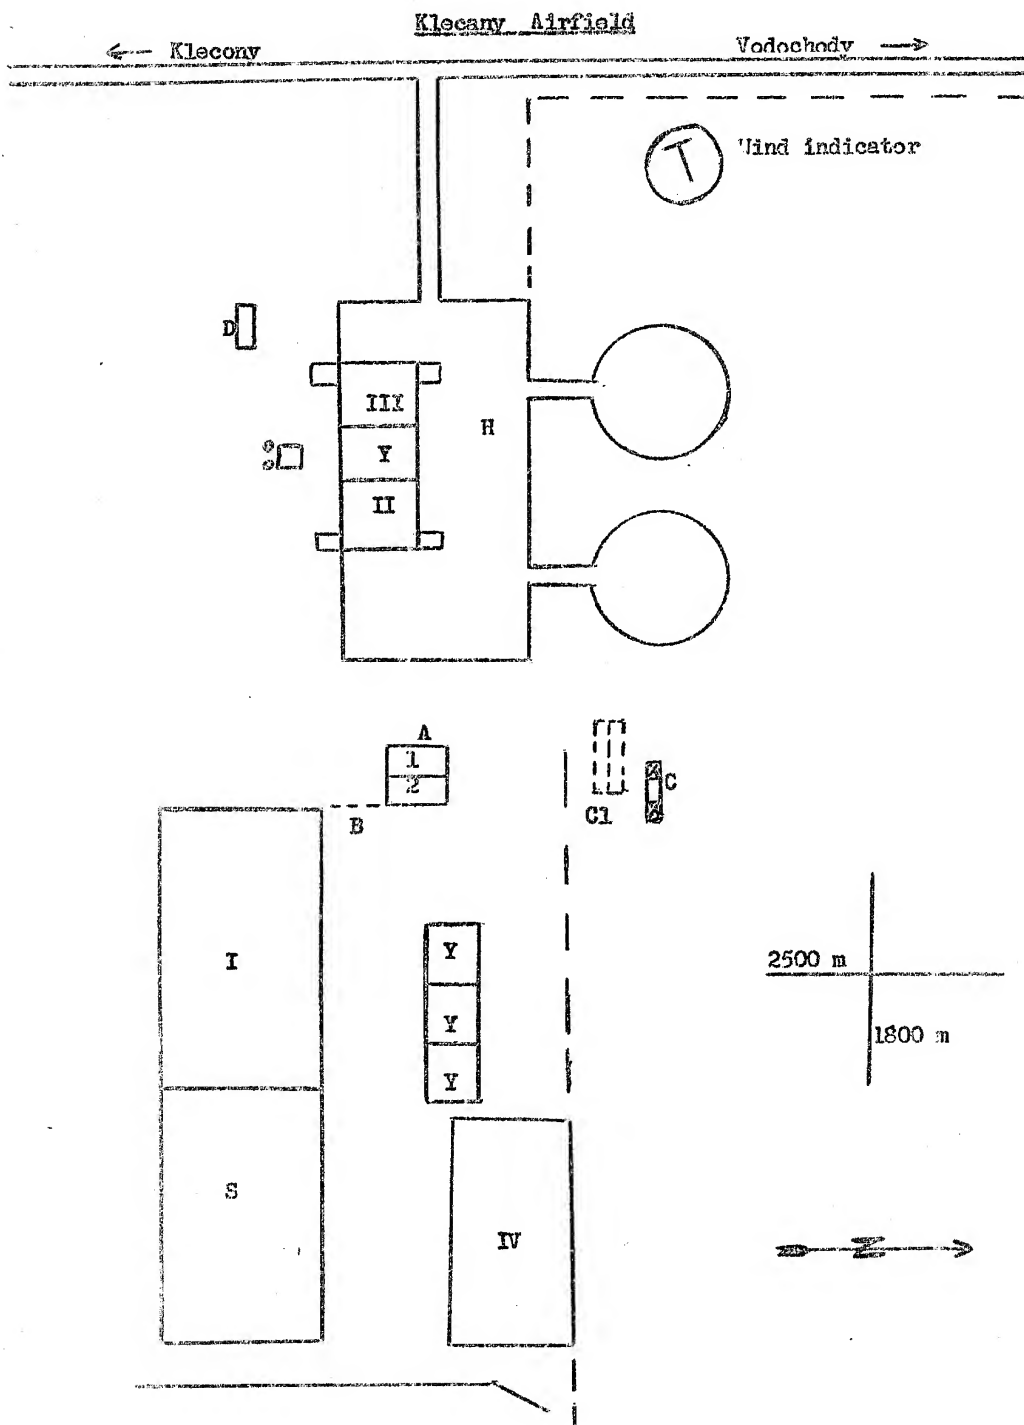 Klecany Airfield
← Klecony
Vodochody →
Wind indicator
D
III
H
Y
II
A
1
2
B
C
C1
I
Y
2500 m
Y
1800 m
Y
S
IV
N